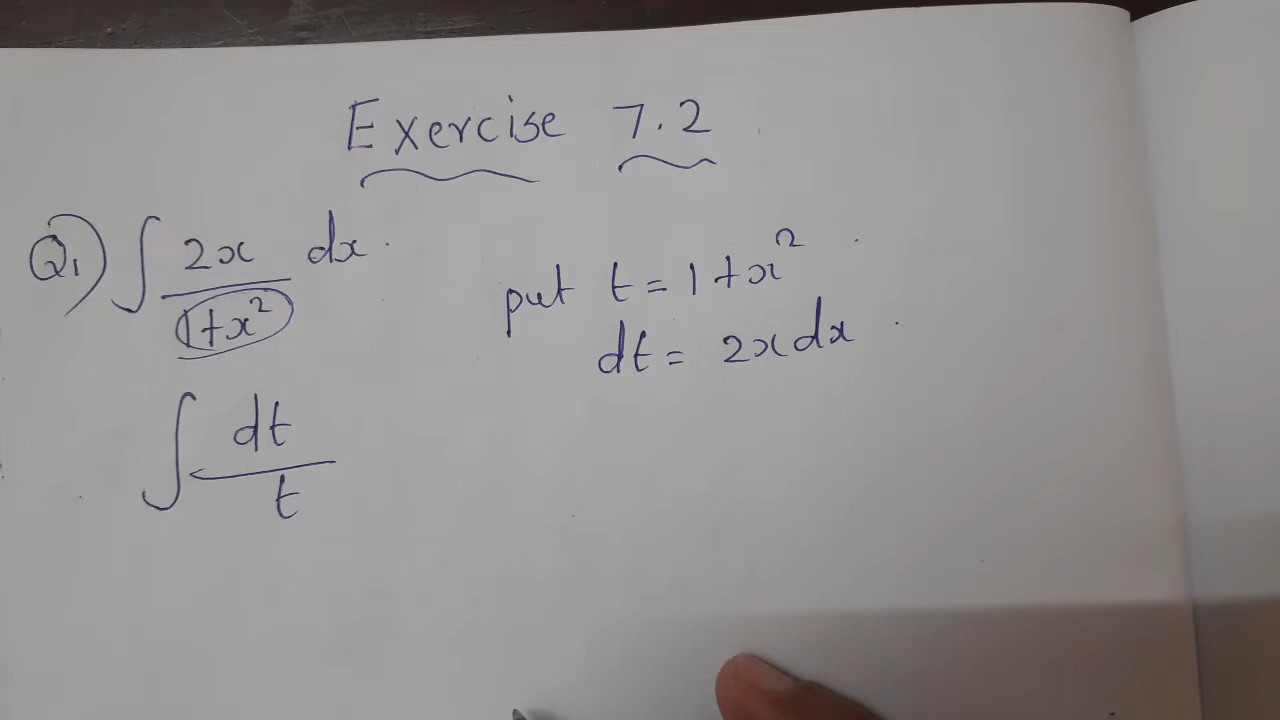 Exercise 7.2
Q1) ∫ 2x/(1+x²) dx.
put t = 1+x²
dt = 2x dx.
∫ dt/t